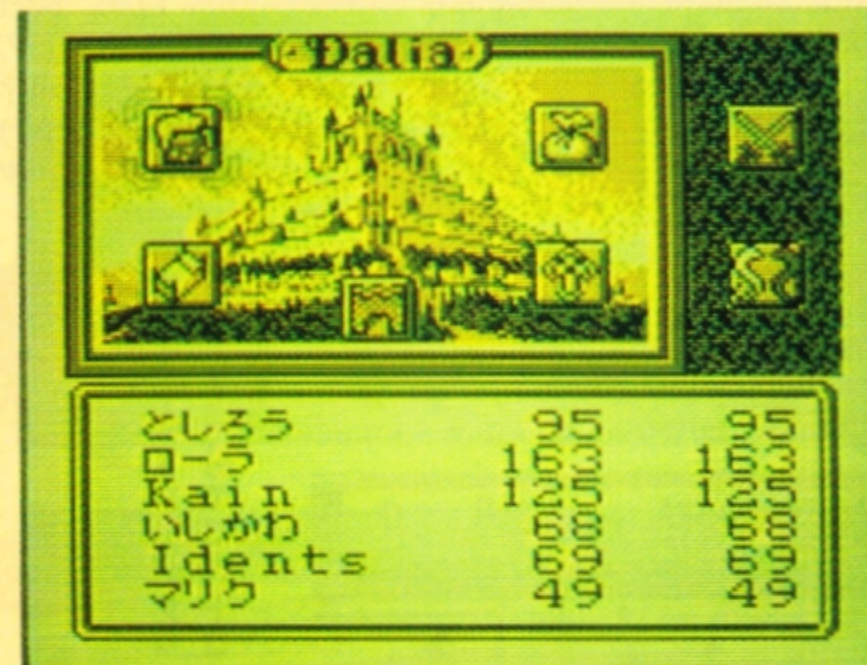 Dalia
としろう 95 95
ローラ 163 163
Kain 125 125
いしかわ 68 68
Idents 69 69
マリク 49 49